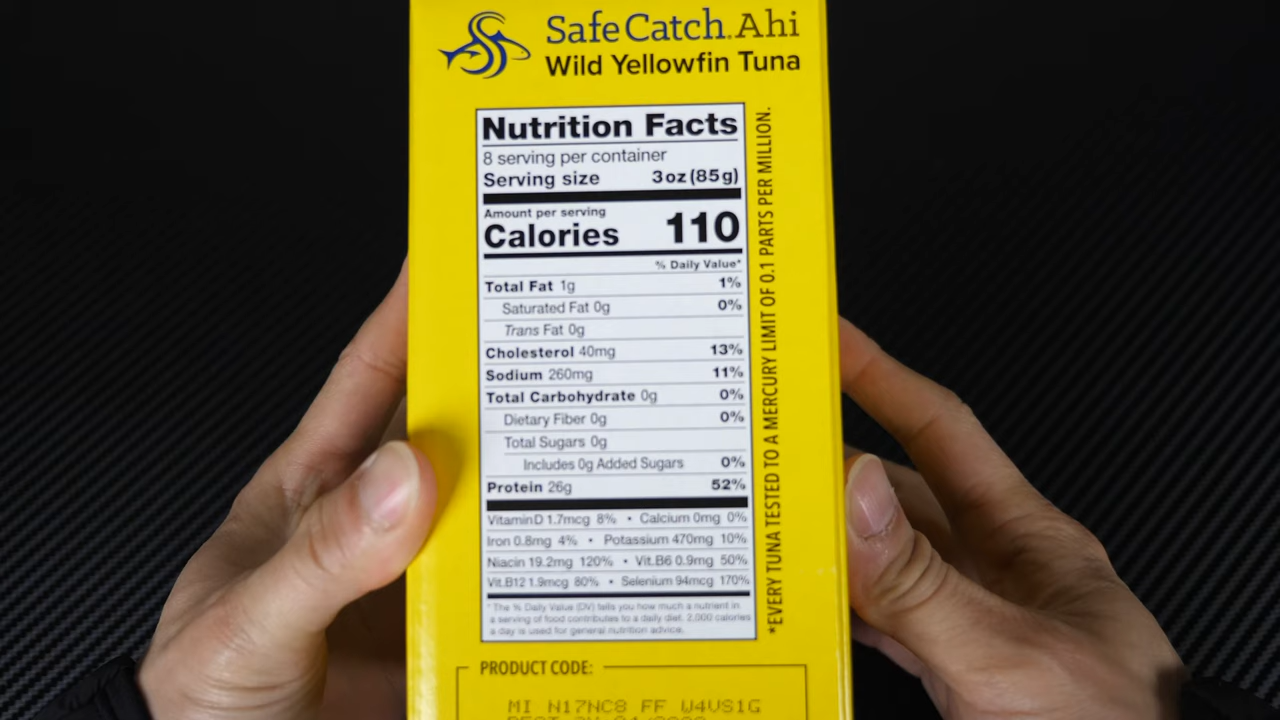 SafeCatch® Ahi
Wild Yellowfin Tuna
Nutrition Facts
8 serving per container
Serving size 3 oz (85g)
Amount per serving
Calories 110
% Daily Value*
Total Fat 1g 1%
Saturated Fat 0g 0%
Trans Fat 0g
Cholesterol 40mg 13%
Sodium 260mg 11%
Total Carbohydrate 0g 0%
Dietary Fiber 0g 0%
Total Sugars 0g
Includes 0g Added Sugars 0%
Protein 26g 52%
VitaminD 1.7mcg 8% • Calcium 0mg 0%
Iron 0.8mg 4% • Potassium 470mg 10%
Niacin 19.2mg 120% • Vit.B6 0.9mg 50%
Vit.B12 1.9mcg 80% • Selenium 94mcg 170%
* The % Daily Value (DV) tells you how much a nutrient in
a serving of food contributes to a daily diet. 2,000 calories
a day is used for general nutrition advice.
*EVERY TUNA TESTED TO A MERCURY LIMIT OF 0.1 PARTS PER MILLION.
PRODUCT CODE:
MI N17NC8 FF W4VS1G